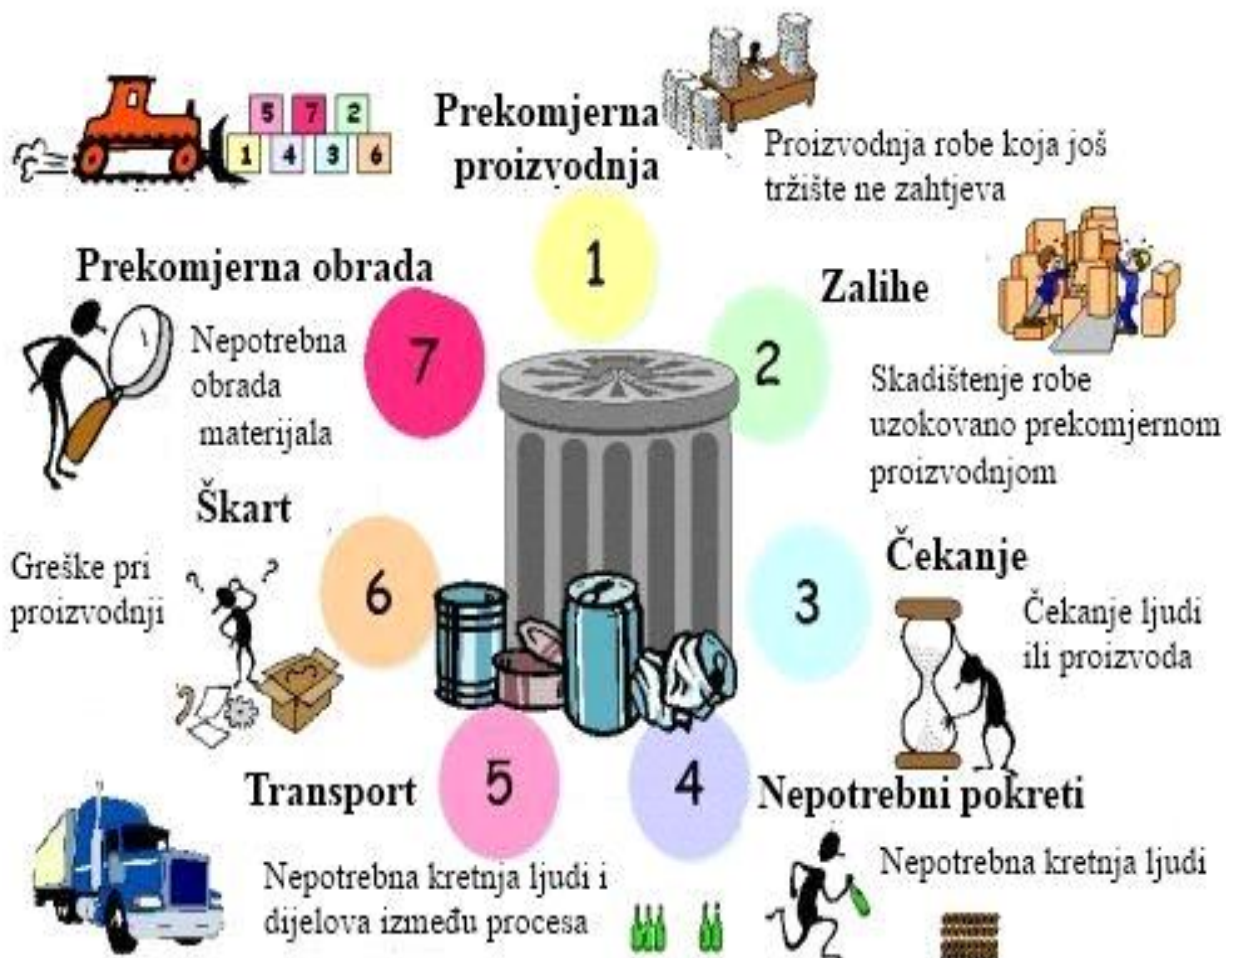 5 7 2
1 4 3 6
Prekomjerna
proizvodnja
Proizvodnja robe koja još
tržište ne zahtjeva
1
Zalihe
2
Skadištenje robe
uzokovano prekomjernom
proizvodnjom
Čekanje
3
Čekanje ljudi
ili proizvoda
4
Nepotrebni pokreti
Nepotrebna kretnja ljudi
Transport
5
Nepotrebna kretnja ljudi i
dijelova između procesa
Škart
6
Greške pri
proizvodnji
? ?
Prekomjerna obrada
7
Nepotrebna
obrada
materijala